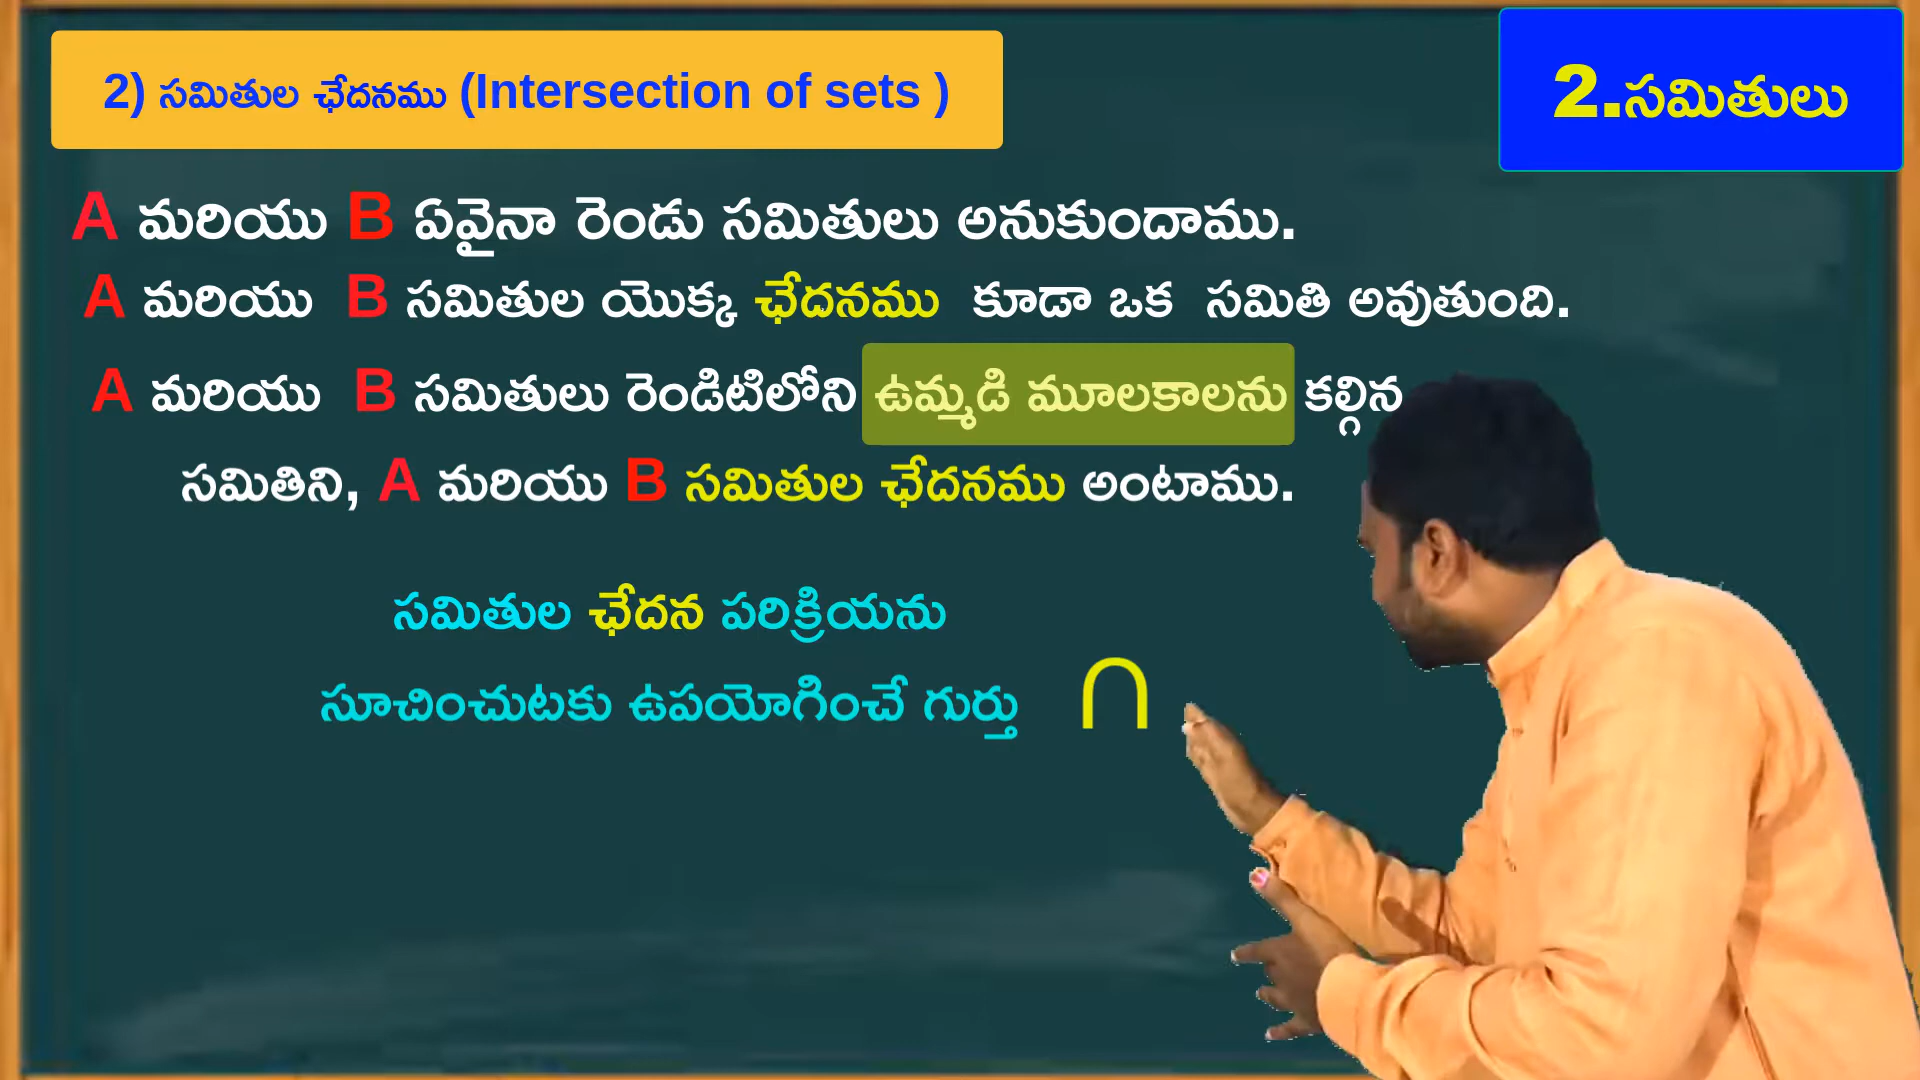 2) సమితుల ఛేదనము (Intersection of sets )
2.సమితులు
A మరియు B ఏవైనా రెండు సమితులు అనుకుందాము.
A మరియు B సమితుల యొక్క ఛేదనము కూడా ఒక సమితి అవుతుంది.
A మరియు B సమితులు రెండిటిలోని ఉమ్మడి మూలకాలను కల్గిన
సమితిని, A మరియు B సమితుల ఛేదనము అంటాము.
సమితుల ఛేదన పరిక్రియను
సూచించుటకు ఉపయోగించే గుర్తు ∩